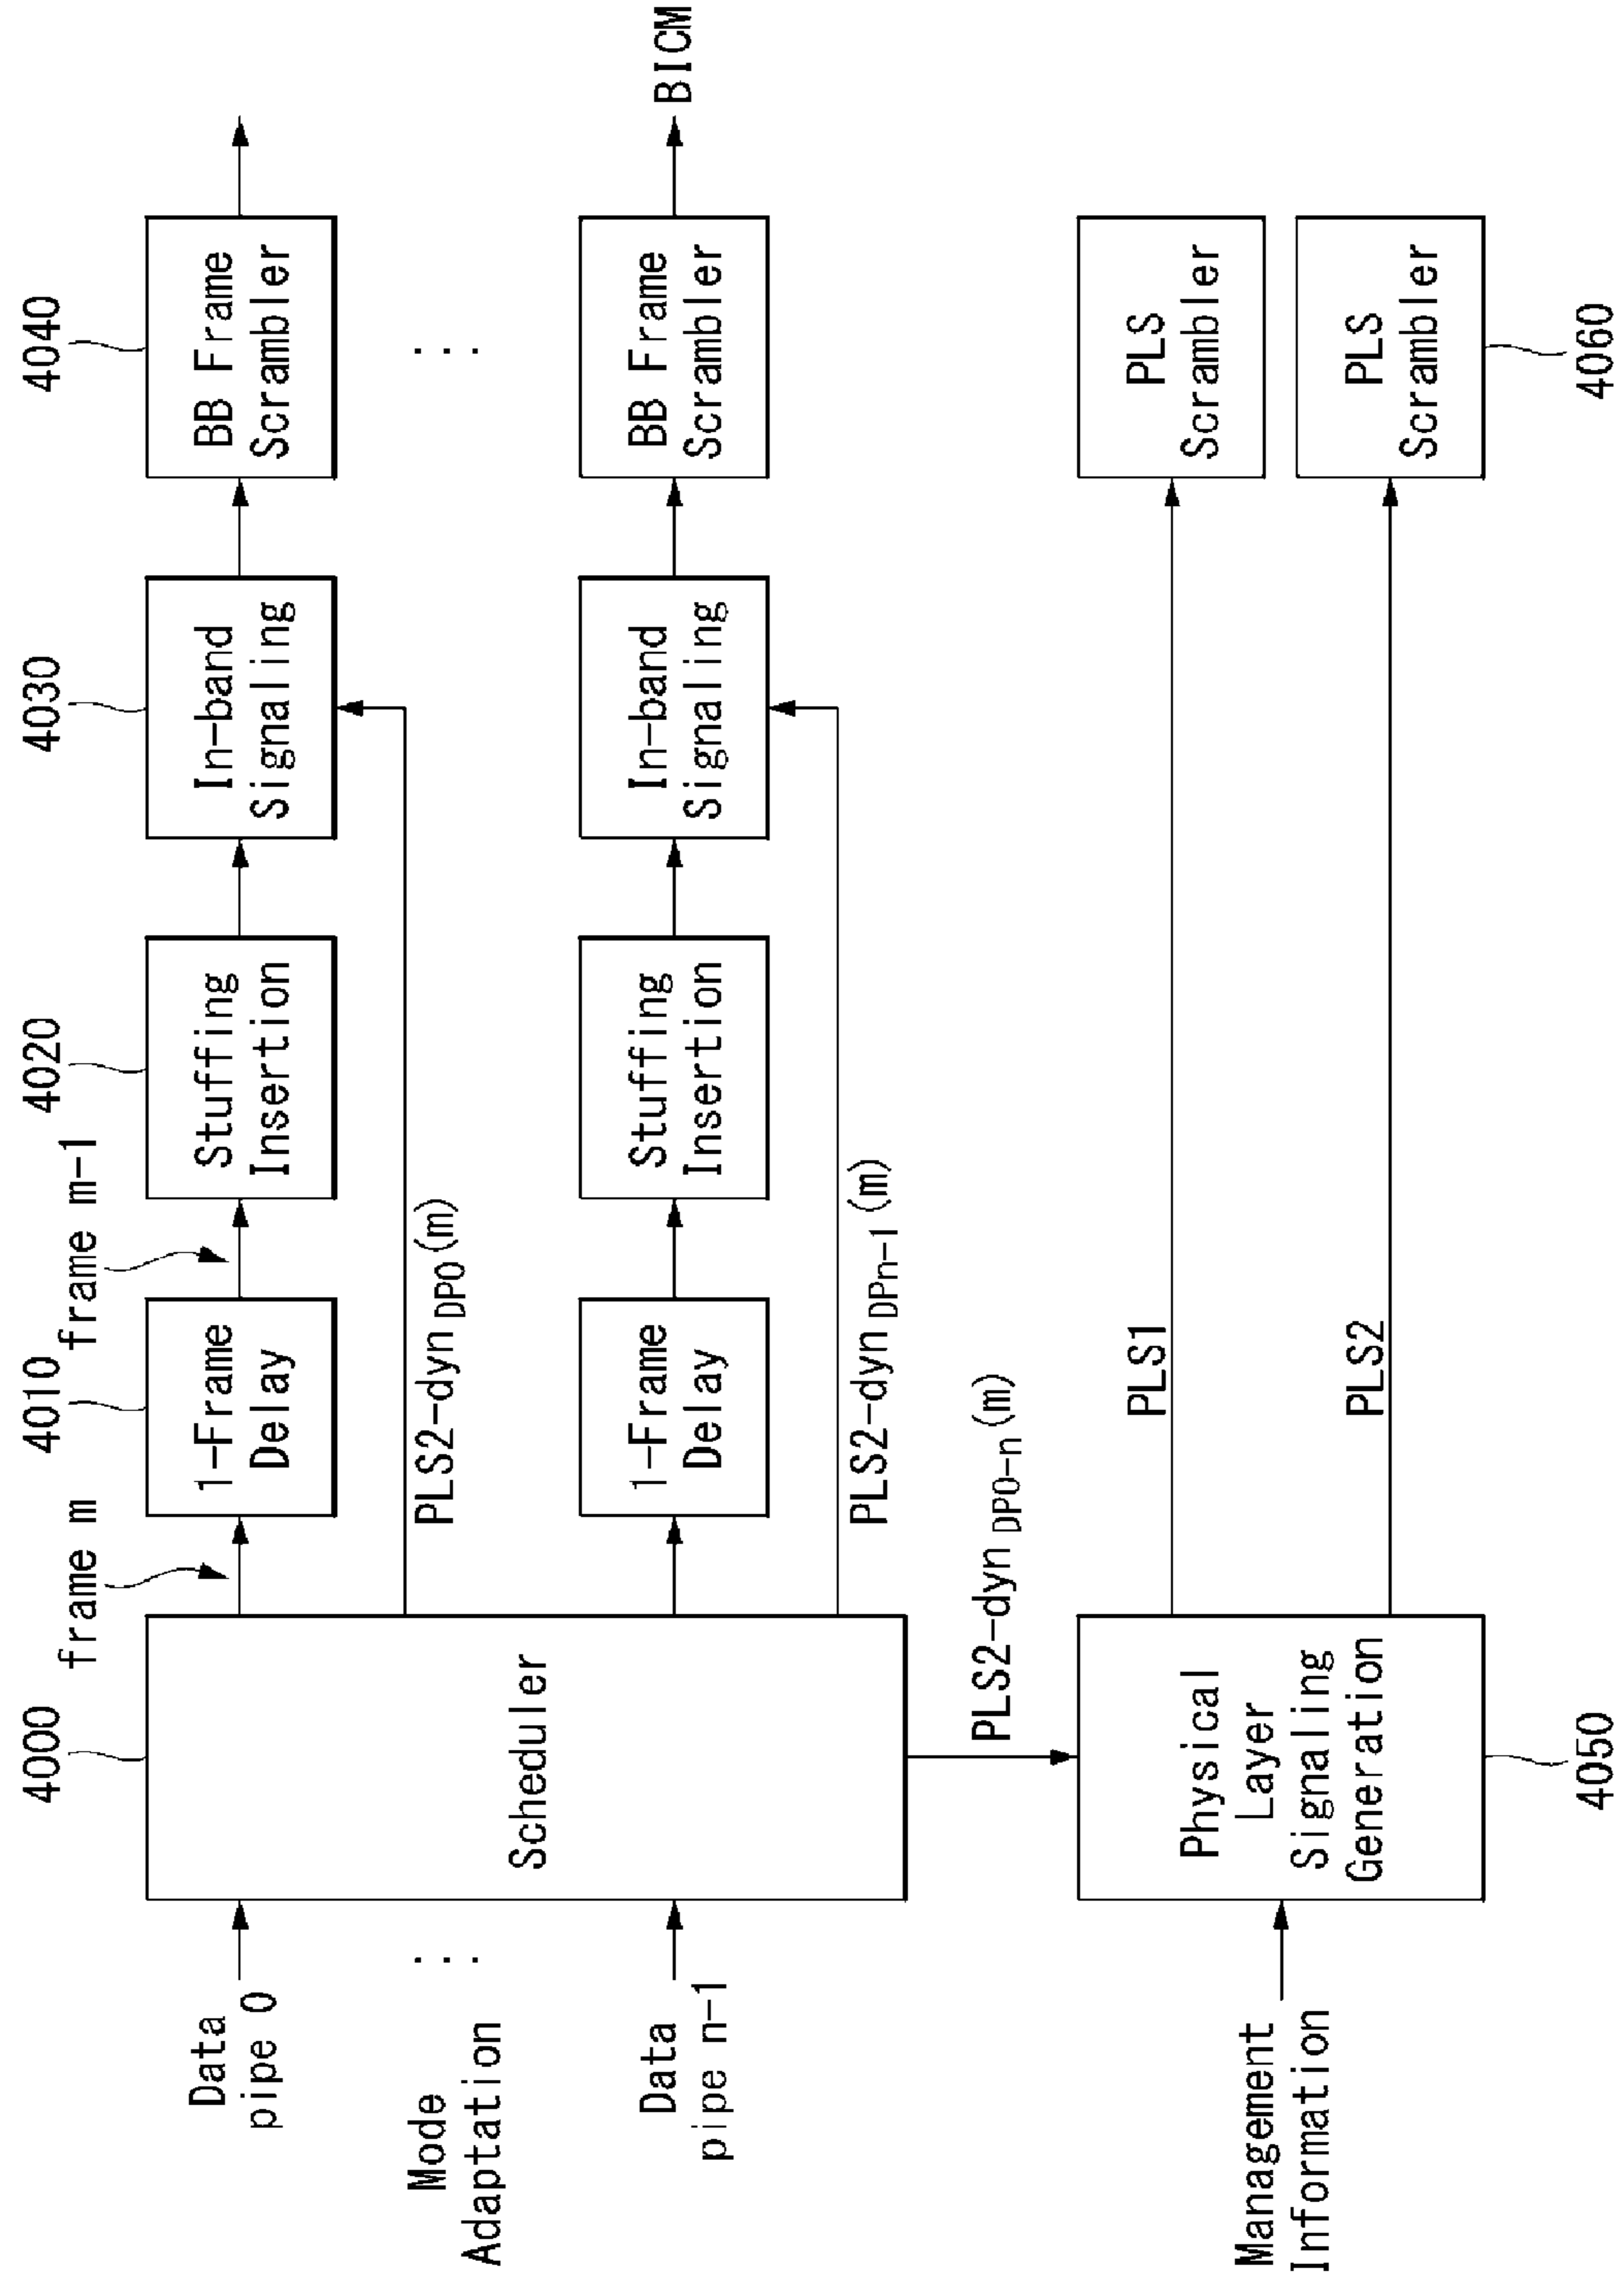 4000
frame m
4010
frame m-1
4020
4030
4040
Data
pipe 0
Scheduler
1-Frame
Delay
Stuffing
Insertion
In-band
Signaling
BB Frame
Scrambler
PLS2-dyn DP0(m)
Mode
Adaptation
...
...
Data
pipe n-1
1-Frame
Delay
Stuffing
Insertion
In-band
Signaling
BB Frame
Scrambler
BICM
PLS2-dyn DPn-1(m)
PLS2-dyn DP0-n(m)
Management
Information
Physical
Layer
Signaling
Generation
PLS1
PLS
Scrambler
PLS2
PLS
Scrambler
4050
4060